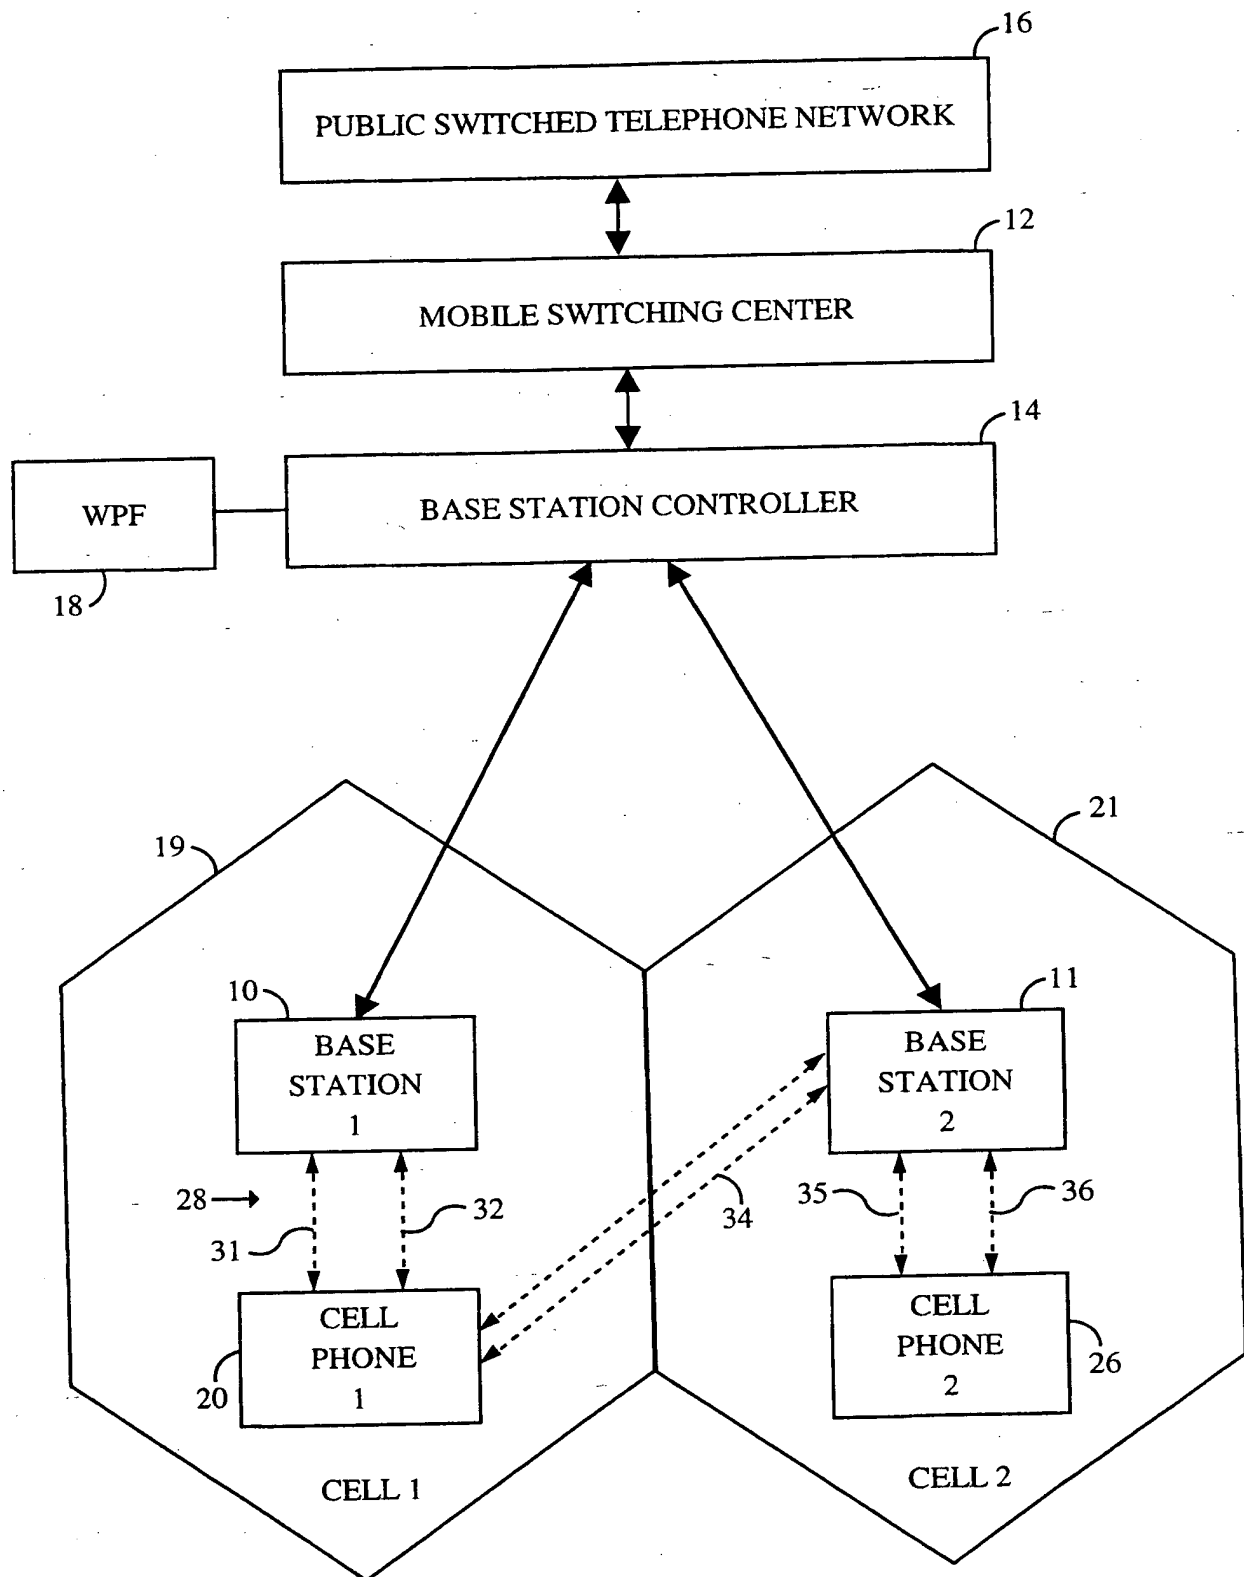 16
PUBLIC SWITCHED TELEPHONE NETWORK
12
MOBILE SWITCHING CENTER
14
WPF
BASE STATION CONTROLLER
18
19
21
10
BASE
STATION
1
11
BASE
STATION
2
28
31
32
34
35
36
CELL
PHONE
1
20
CELL
PHONE
2
26
CELL 1
CELL 2